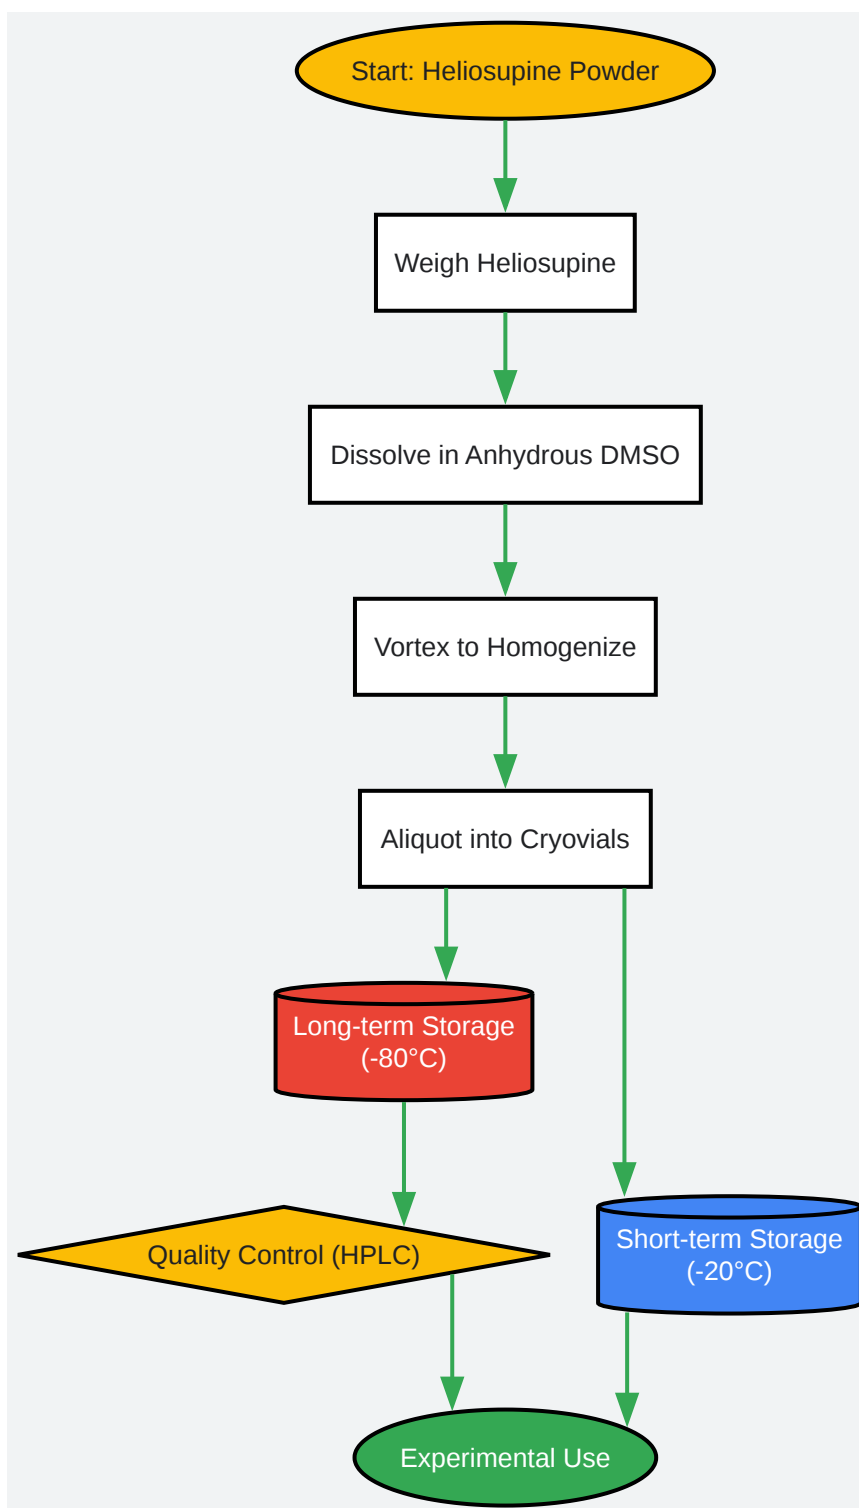 Start: Heliosupine Powder
Weigh Heliosupine
Dissolve in Anhydrous DMSO
Vortex to Homogenize
Aliquot into Cryovials
Long-term Storage
(-80°C)
Quality Control (HPLC)
Short-term Storage
(-20°C)
Experimental Use